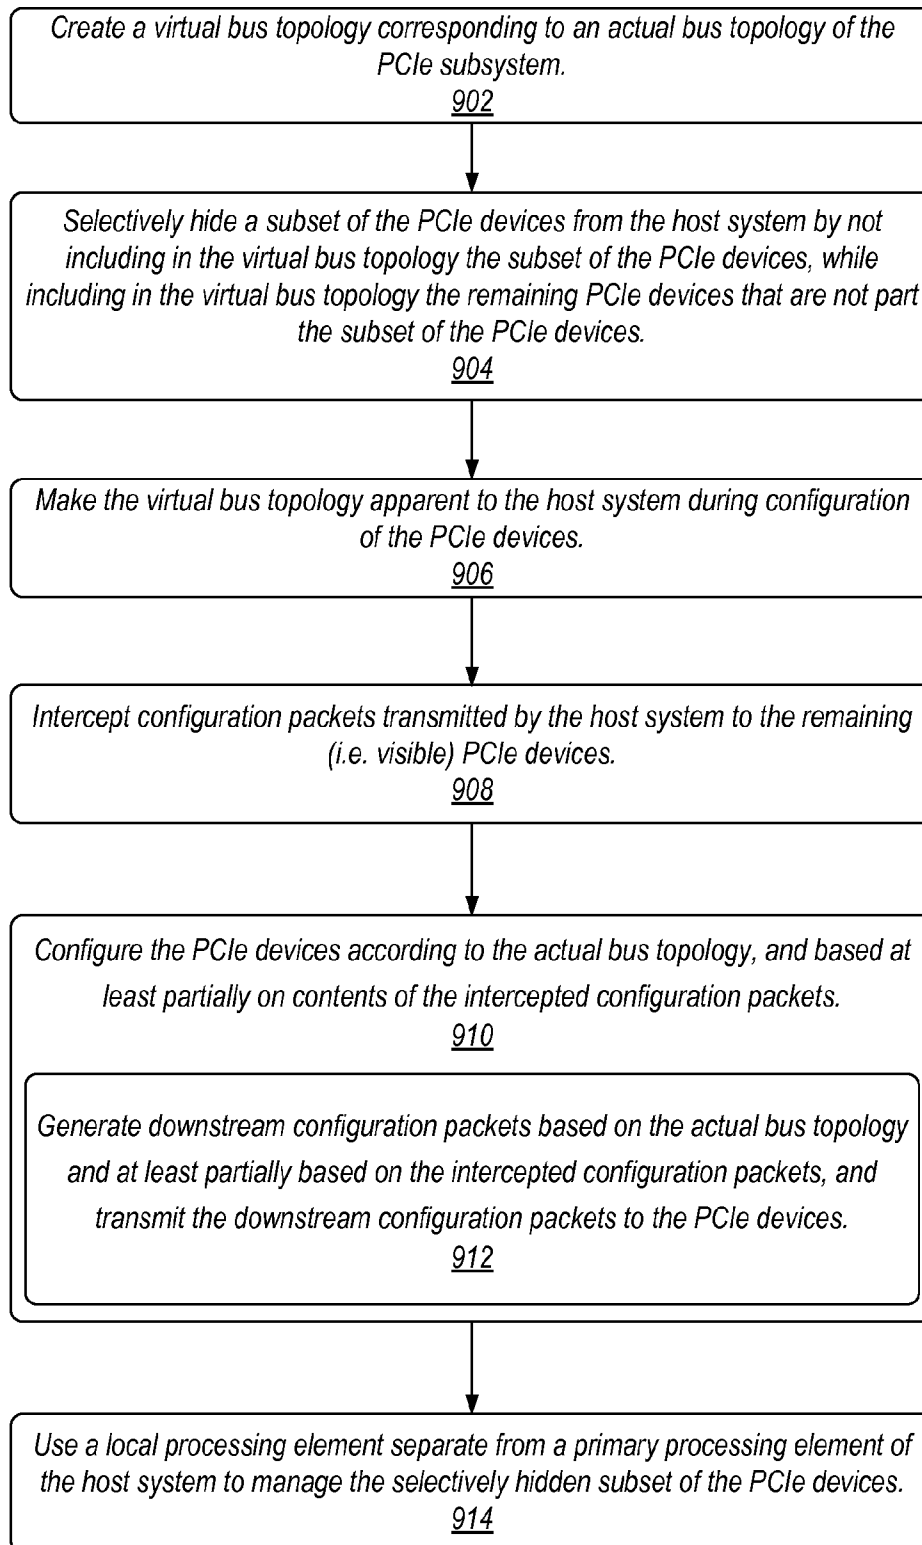 Create a virtual bus topology corresponding to an actual bus topology of the
PCIe subsystem.
902
Selectively hide a subset of the PCIe devices from the host system by not
including in the virtual bus topology the subset of the PCIe devices, while
including in the virtual bus topology the remaining PCIe devices that are not part
the subset of the PCIe devices.
904
Make the virtual bus topology apparent to the host system during configuration
of the PCIe devices.
906
Intercept configuration packets transmitted by the host system to the remaining
(i.e. visible) PCIe devices.
908
Configure the PCIe devices according to the actual bus topology, and based at
least partially on contents of the intercepted configuration packets.
910
Generate downstream configuration packets based on the actual bus topology
and at least partially based on the intercepted configuration packets, and
transmit the downstream configuration packets to the PCIe devices.
912
Use a local processing element separate from a primary processing element of
the host system to manage the selectively hidden subset of the PCIe devices.
914